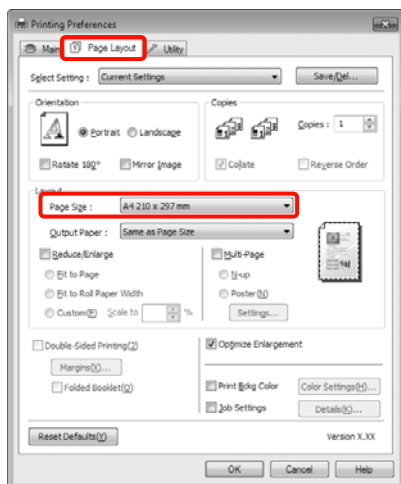 Printing Preferences
Main Page Layout Utility
Select Setting : Current Settings Save/Del...
Orientation Copies
Portrait Landscape Copies : 1
Rotate 180° Mirror Image Collate Reverse Order
Layout
Page Size : A4 210 x 297 mm
Output Paper : Same as Page Size
Reduce/Enlarge Multi-Page
Fit to Page N-up
Fit to Roll Paper Width Poster(N)
Custom(F) Scale to % Settings...
Double-Sided Printing(2) Optimize Enlargement
Margins(X)...
Folded Booklet(Q) Print Bckg Color Color Settings(H)...
Job Settings Details(K)...
Reset Defaults(Y) Version X.XX
OK Cancel Help